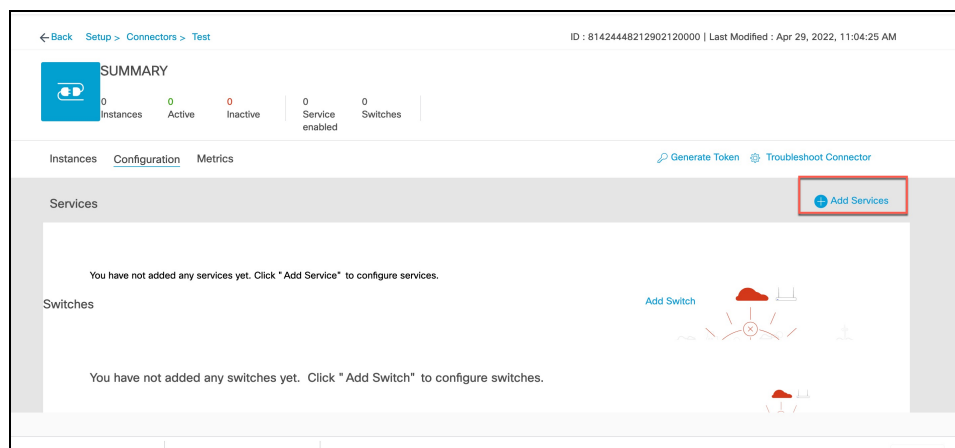 Back Setup > Connectors > Test
ID : 81424448212902120000 | Last Modified : Apr 29, 2022, 11:04:25 AM
SUMMARY
0 0 0 0 0
Instances Active Inactive Service enabled Switches
Instances Configuration Metrics
Generate Token Troubleshoot Connector
Services
Add Services
You have not added any services yet. Click "Add Service" to configure services.
Switches
Add Switch
You have not added any switches yet. Click "Add Switch" to configure switches.